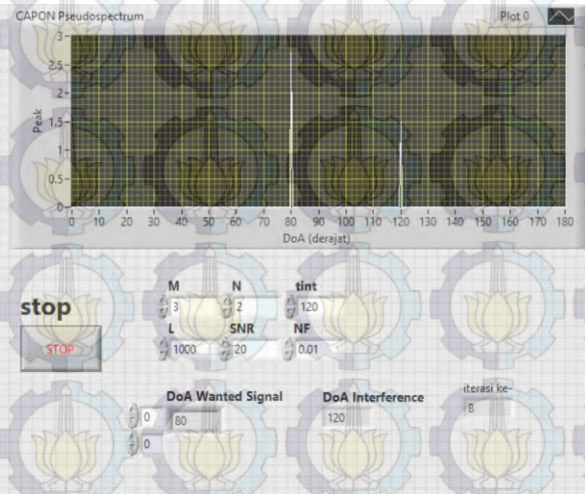 CAPON Pseudospectrum
Plot 0
3
2.5
2
1.5
1
0.5
0
Peak
0 10 20 30 40 50 60 70 80 90 100 110 120 130 140 150 160 170 180
DoA (derajat)
M N tint
3 2 120
stop
L SNR NF
STOP
1000 20 0.01
DoA Wanted Signal
DoA Interference
iterasi ke-
0 80
120
8
0